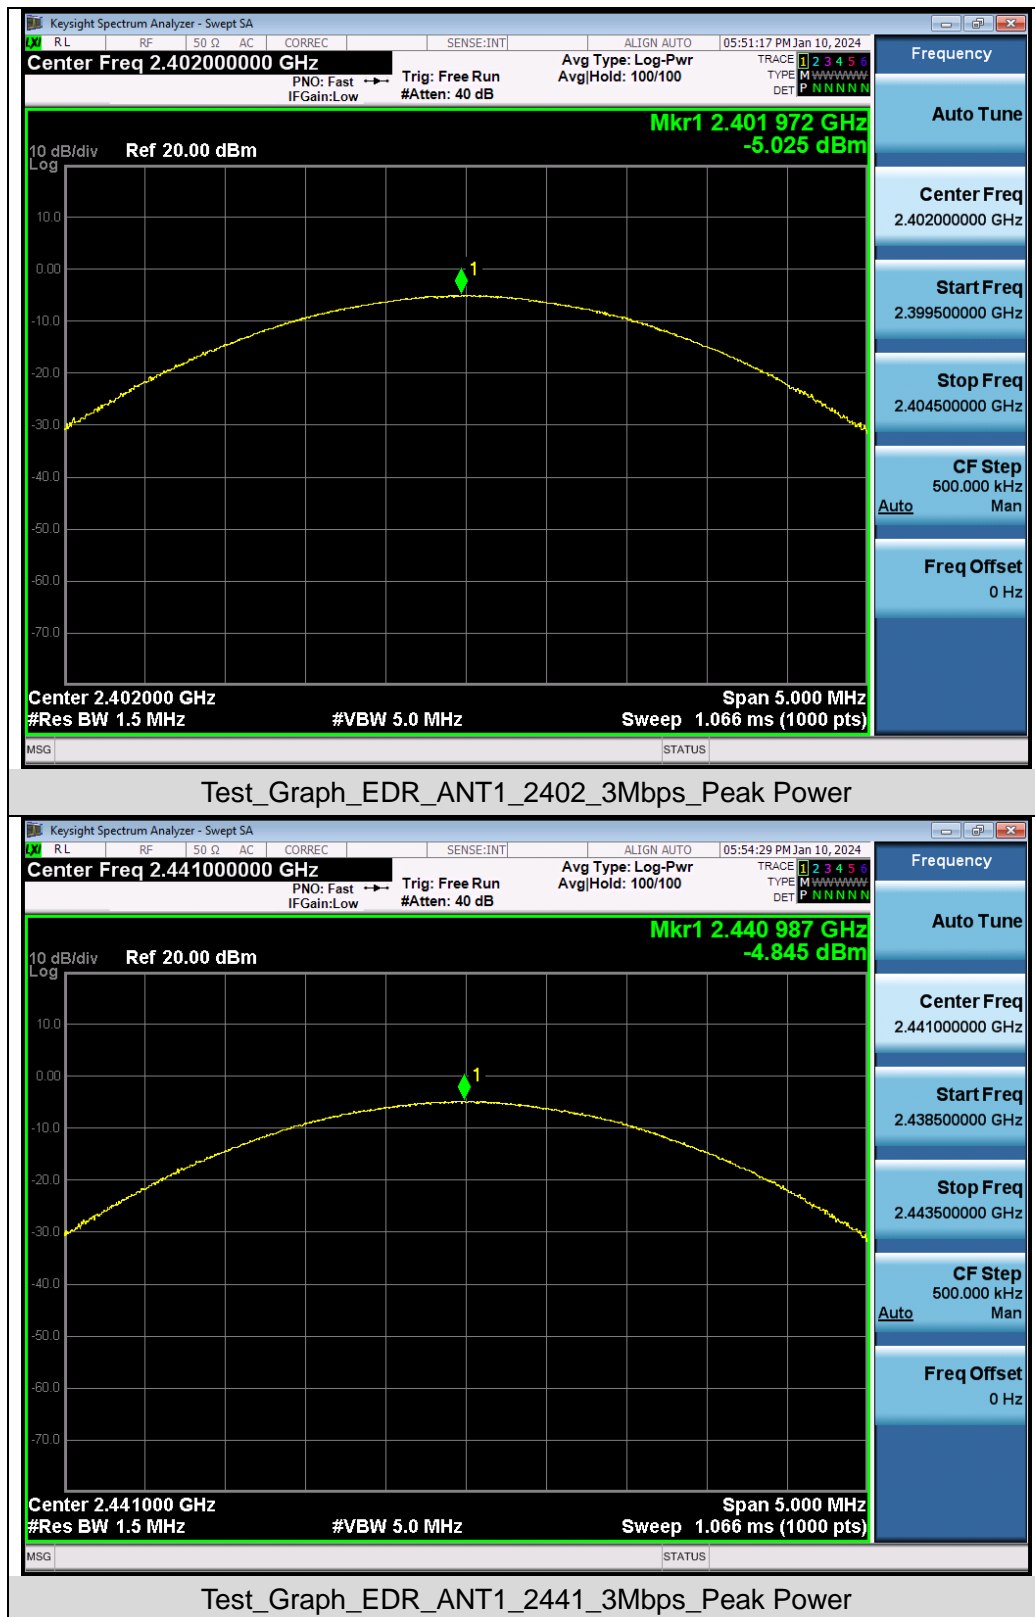 Keysight Spectrum Analyzer - Swept SA
LXI RL RF 50 Ω AC CORREC SENSE:INT ALIGN AUTO 05:51:17 PM Jan 10, 2024
Center Freq 2.402000000 GHz
PNO: Fast
IFGain:Low
Trig: Free Run
#Atten: 40 dB
Avg Type: Log-Pwr
Avg|Hold: 100/100
TRACE 1 2 3 4 5 6
TYPE M WWWWW
DET P N N N N N
Mkr1 2.401 972 GHz
-5.025 dBm
10 dB/div Ref 20.00 dBm
Log
10.0
0.00
1
-10.0
-20.0
-30.0
-40.0
-50.0
-60.0
-70.0
Center 2.402000 GHz Span 5.000 MHz
#Res BW 1.5 MHz #VBW 5.0 MHz Sweep 1.066 ms (1000 pts)
MSG STATUS
Frequency
Auto Tune
Center Freq
2.402000000 GHz
Start Freq
2.399500000 GHz
Stop Freq
2.404500000 GHz
CF Step
500.000 kHz
Auto Man
Freq Offset
0 Hz
Test_Graph_EDR_ANT1_2402_3Mbps_Peak Power
Keysight Spectrum Analyzer - Swept SA
LXI RL RF 50 Ω AC CORREC SENSE:INT ALIGN AUTO 05:54:29 PM Jan 10, 2024
Center Freq 2.441000000 GHz
PNO: Fast
IFGain:Low
Trig: Free Run
#Atten: 40 dB
Avg Type: Log-Pwr
Avg|Hold: 100/100
TRACE 1 2 3 4 5 6
TYPE M WWWWW
DET P N N N N N
Mkr1 2.440 987 GHz
-4.845 dBm
10 dB/div Ref 20.00 dBm
Log
10.0
0.00
1
-10.0
-20.0
-30.0
-40.0
-50.0
-60.0
-70.0
Center 2.441000 GHz Span 5.000 MHz
#Res BW 1.5 MHz #VBW 5.0 MHz Sweep 1.066 ms (1000 pts)
MSG STATUS
Frequency
Auto Tune
Center Freq
2.441000000 GHz
Start Freq
2.438500000 GHz
Stop Freq
2.443500000 GHz
CF Step
500.000 kHz
Auto Man
Freq Offset
0 Hz
Test_Graph_EDR_ANT1_2441_3Mbps_Peak Power